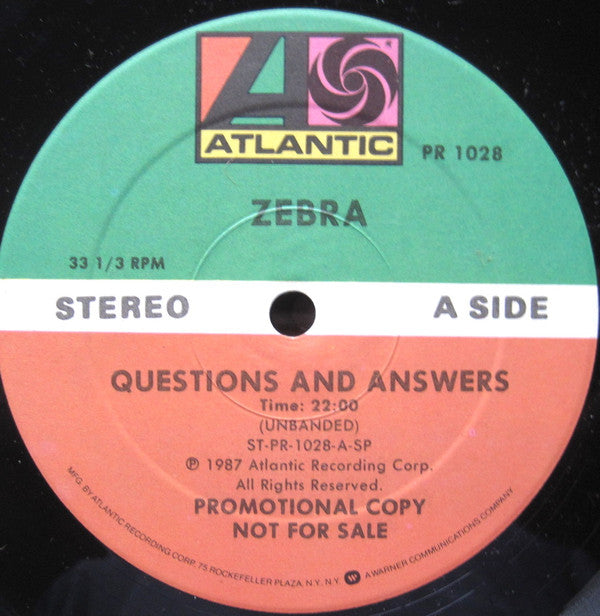 ATLANTIC
PR 1028
ZEBRA
33 1/3 RPM
STEREO
A SIDE
QUESTIONS AND ANSWERS
Time: 22:00
(UNBANDED)
ST-PR-1028-A-SP
℗ 1987 Atlantic Recording Corp.
All Rights Reserved.
PROMOTIONAL COPY
NOT FOR SALE
MFG. BY ATLANTIC RECORDING CORP. 75 ROCKEFELLER PLAZA, N.Y. N.Y. A WARNER COMMUNICATIONS COMPANY